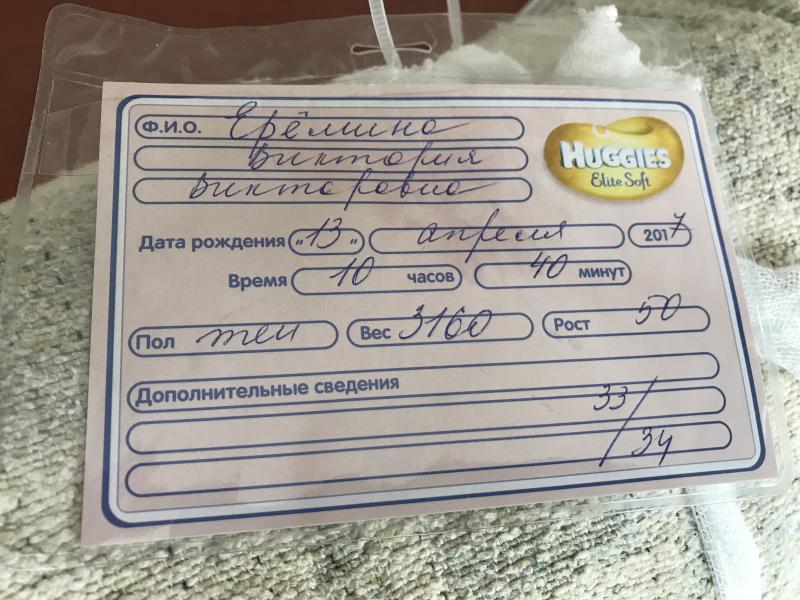 Ф.И.О. Ерёмина
Виктория
Викторовна
HUGGIES
Elite Soft
Дата рождения „13„ апреля 2017
Время 10 часов 40 минут
Пол жен Вес 3160 Рост 50
Дополнительные сведения
33/
34